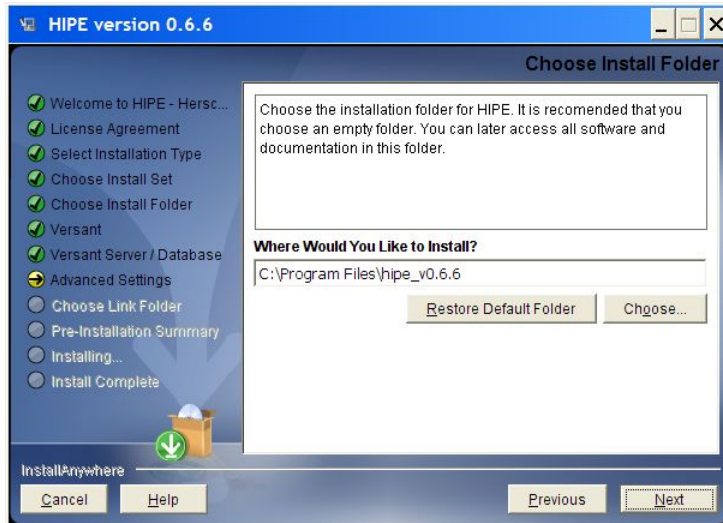 HIPE version 0.6.6
Choose Install Folder
Welcome to HIPE - Hersc...
License Agreement
Select Installation Type
Choose Install Set
Choose Install Folder
Versant
Versant Server / Database
Advanced Settings
Choose Link Folder
Pre-Installation Summary
Installing...
Install Complete
Choose the installation folder for HIPE. It is recomended that you
choose an empty folder. You can later access all software and
documentation in this folder.
Where Would You Like to Install?
C:\Program Files\hipe_v0.6.6
Restore Default Folder
Choose...
InstallAnywhere
Cancel
Help
Previous
Next